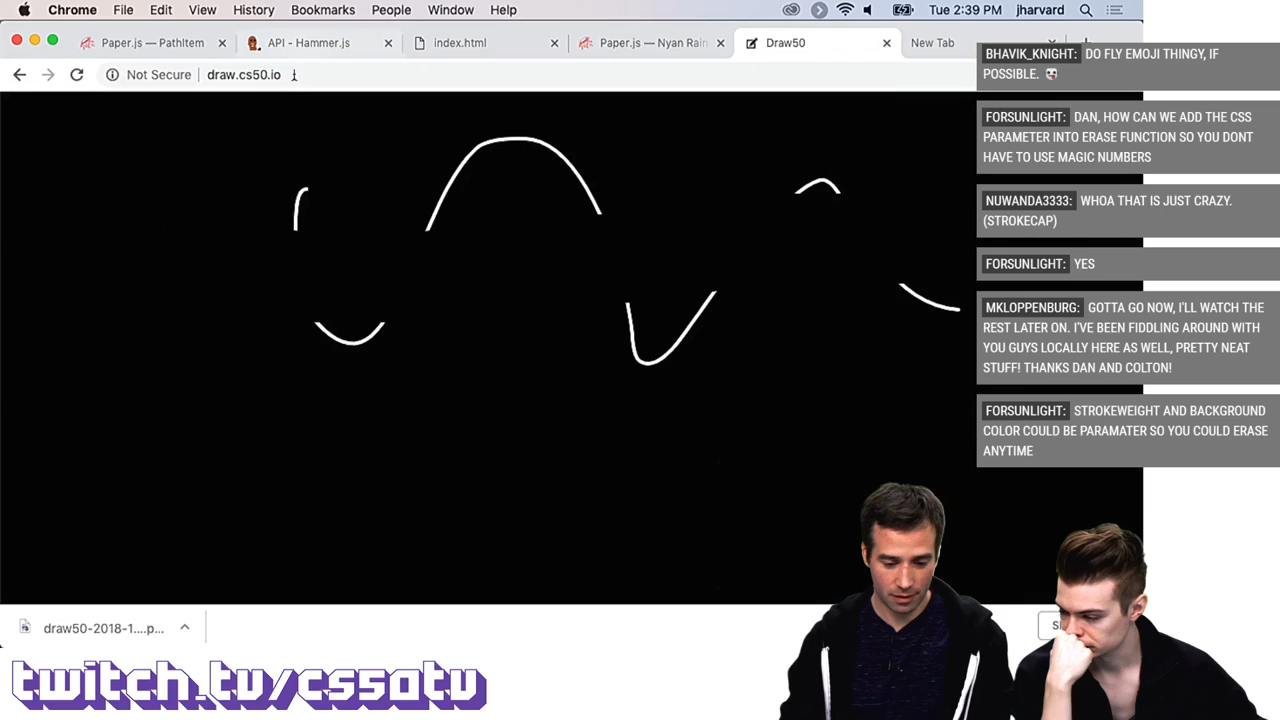 Chrome File Edit View History Bookmarks People Window Help Tue 2:39 PM jharvard
Paper.js — PathItem API - Hammer.js index.html Paper.js — Nyan Rain Draw50 New Tab
Not Secure draw.cs50.io
BHAVIK_KNIGHT: DO FLY EMOJI THINGY, IF
POSSIBLE.
FORSUNLIGHT: DAN, HOW CAN WE ADD THE CSS
PARAMETER INTO ERASE FUNCTION SO YOU DONT
HAVE TO USE MAGIC NUMBERS
NUWANDA3333: WHOA THAT IS JUST CRAZY.
(STROKECAP)
FORSUNLIGHT: YES
MKLOPPENBURG: GOTTA GO NOW, I'LL WATCH THE
REST LATER ON. I'VE BEEN FIDDLING AROUND WITH
YOU GUYS LOCALLY HERE AS WELL, PRETTY NEAT
STUFF! THANKS DAN AND COLTON!
FORSUNLIGHT: STROKEWEIGHT AND BACKGROUND
COLOR COULD BE PARAMATER SO YOU COULD ERASE
ANYTIME
draw50-2018-1....p...
twitch.tv/cs50tv